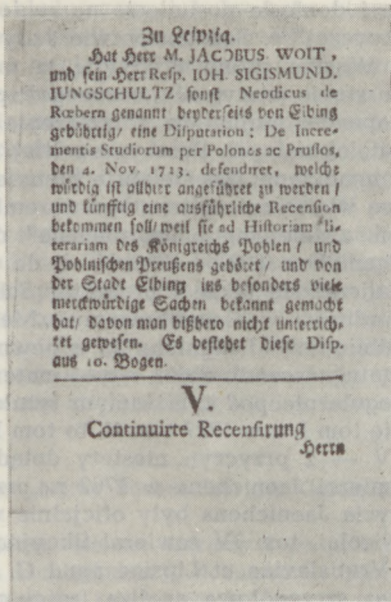 Zu Leipzig.
Hat Herr M. JACOBUS WOIT,
und sein Herr Resp. IOH. SIGISMUND.
IUNGSCHULTZ sonst Neodicus de
Rœbern genannt beyderseits von Elbing
gebührtig/ eine Disputation: De Incre-
mentis Studiorum per Polonos ac Prussos,
den 4. Nov. 1723. defendiret, welche
würdig ist allhier angeführet zu werden/
und künfftig eine ausführliche Recension
bekommen soll/ weil sie ad Historiam li-
terariam des Königreichs Pohlen/ und
Pohlnischen Preußens gehöret/ und von
der Stadt Elbing ins besonders viele
merckwürdige Sachen bekannt gemacht
hat/ davon man bißhero nicht unterrich-
tet gewesen. Es bestehet diese Disp.
aus 10. Bogen.
V.
Continuirte Recensirung
Herrn